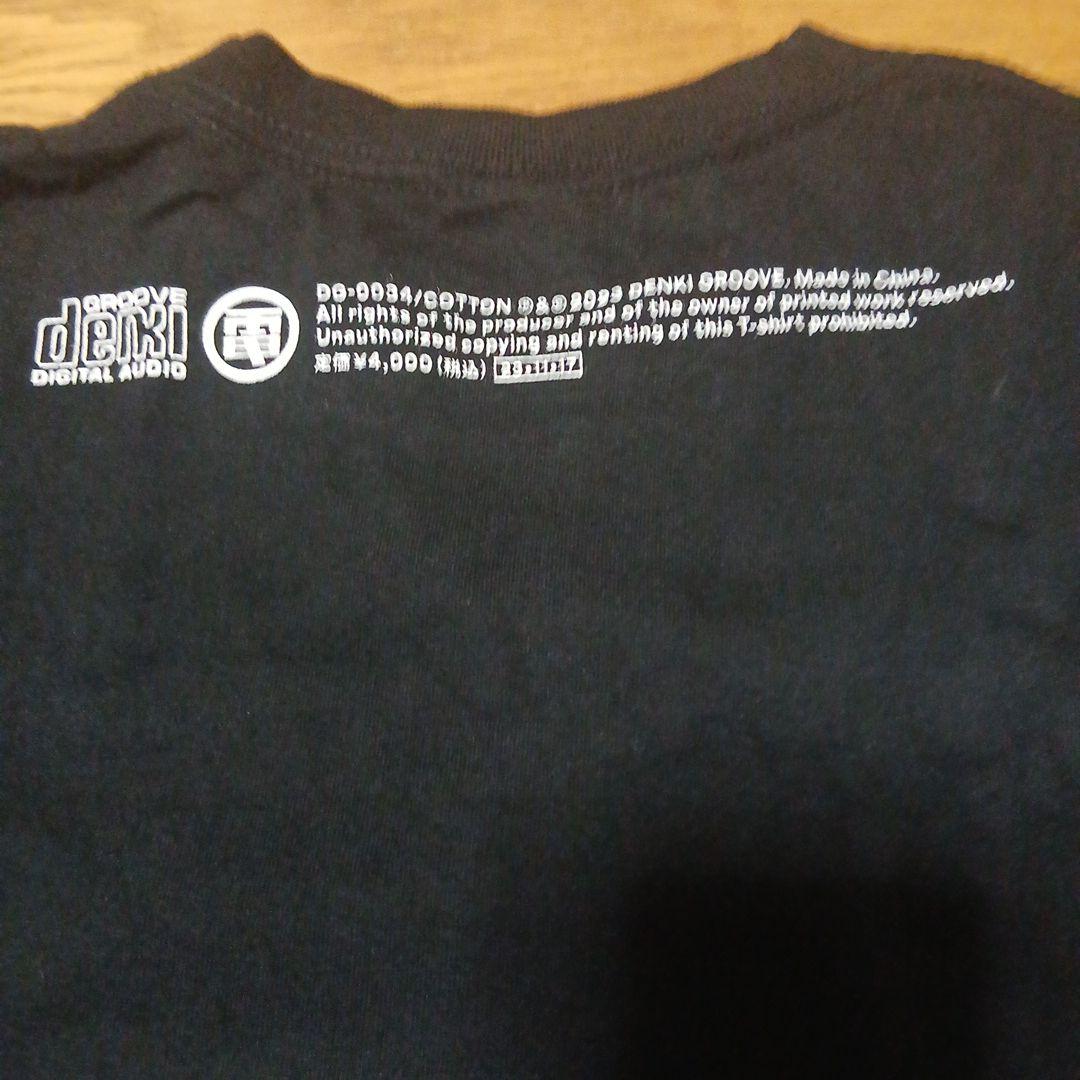 GROOVE
denki
DIGITAL AUDIO
電
DG-0034/COTTON Ⓟ&© 2023 DENKI GROOVE, Made in China,
All rights of the producer and of the owner of printed work reserved,
Unauthorized copying and renting of this T-shirt prohibited,
定価¥4,000(税込)